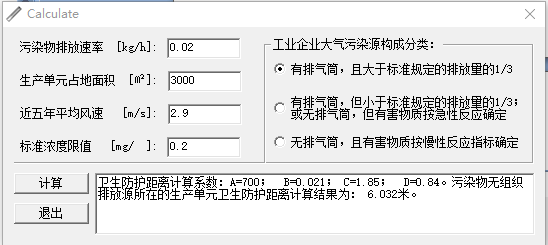 Calculate
污染物排放速率 [kg/h]: 0.02
生产单元占地面积 [m²]: 3000
近五年平均风速 [m/s]: 2.9
标准浓度限值 [mg/ ]: 0.2
工业企业大气污染源构成分类：
有排气筒，且大于标准规定的排放量的1/3
有排气筒，但小于标准规定的排放量的1/3；
或无排气筒，但有害物质按急性反应确定
无排气筒，且有害物质按慢性反应指标确定
计算
退出
卫生防护距离计算系数：A=700; B=0.021; C=1.85; D=0.84。污染物无组织
排放源所在的生产单元卫生防护距离计算结果为： 6.032米。